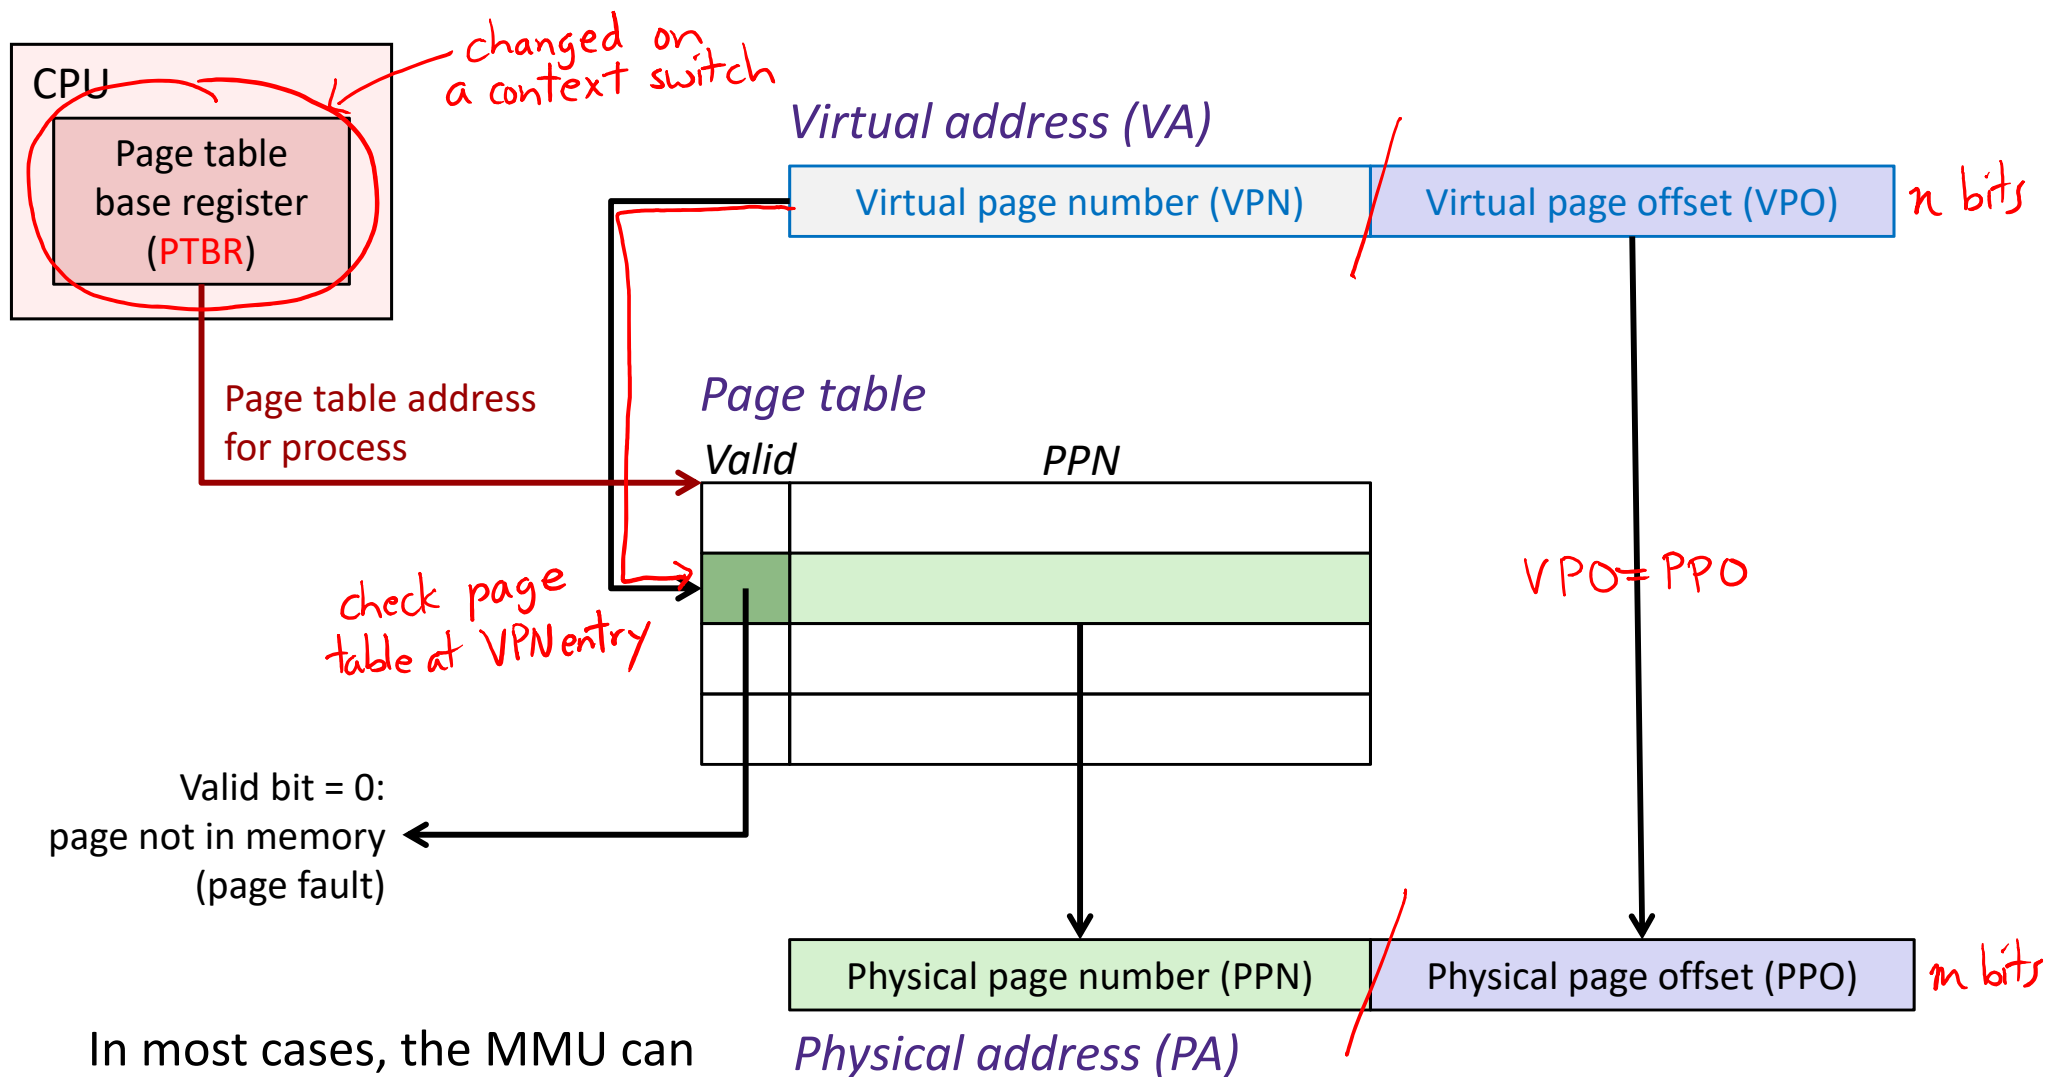 changed on
a context switch
CPU
Page table
base register
(PTBR)
Virtual address (VA)
Virtual page number (VPN)
Virtual page offset (VPO)
n bits
Page table address
for process
Page table
Valid
PPN
check page
table at VPN entry
VPO=PPO
Valid bit = 0:
page not in memory
(page fault)
Physical page number (PPN)
Physical page offset (PPO)
m bits
In most cases, the MMU can
Physical address (PA)